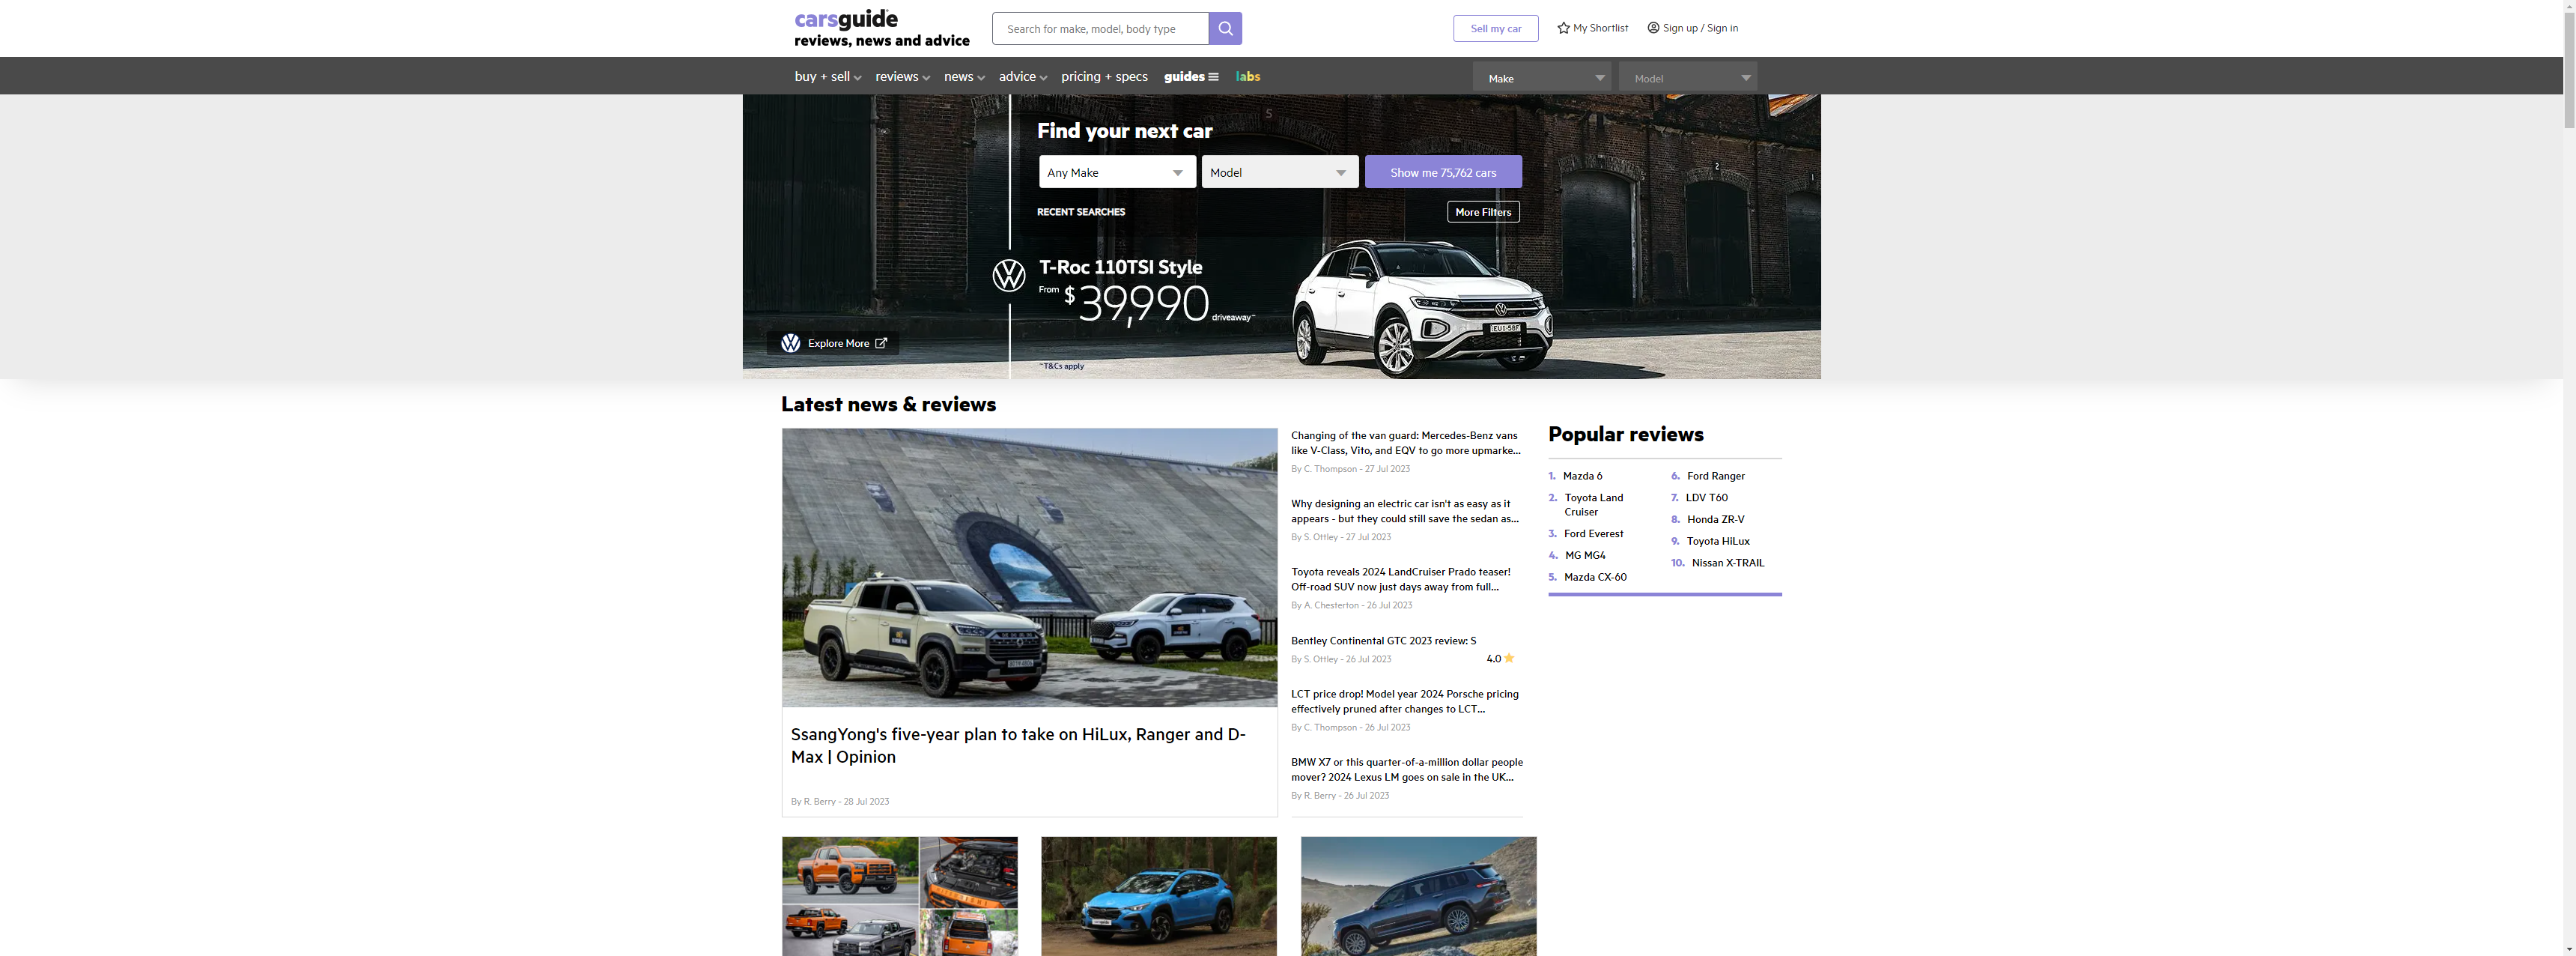 carsguide
reviews, news and advice
Search for make, model, body type
Sell my car
My Shortlist
Sign up / Sign in
buy + sell
reviews
news
advice
pricing + specs
guides
labs
Make
Model
Find your next car
Any Make
Model
Show me 75,762 cars
RECENT SEARCHES
More Filters
T-Roc 110TSI Style
From $39,990 driveaway~
Explore More
~T&Cs apply
Latest news & reviews
SsangYong's five-year plan to take on HiLux, Ranger and D-
Max | Opinion
By R. Berry - 28 Jul 2023
Changing of the van guard: Mercedes-Benz vans
like V-Class, Vito, and EQV to go more upmarke...
By C. Thompson - 27 Jul 2023
Why designing an electric car isn't as easy as it
appears - but they could still save the sedan as...
By S. Ottley - 27 Jul 2023
Toyota reveals 2024 LandCruiser Prado teaser!
Off-road SUV now just days away from full...
By A. Chesterton - 26 Jul 2023
Bentley Continental GTC 2023 review: S
By S. Ottley - 26 Jul 2023
4.0
LCT price drop! Model year 2024 Porsche pricing
effectively pruned after changes to LCT...
By C. Thompson - 26 Jul 2023
BMW X7 or this quarter-of-a-million dollar people
mover? 2024 Lexus LM goes on sale in the UK...
By R. Berry - 26 Jul 2023
Popular reviews
1. Mazda 6
2. Toyota Land
Cruiser
3. Ford Everest
4. MG MG4
5. Mazda CX-60
6. Ford Ranger
7. LDV T60
8. Honda ZR-V
9. Toyota HiLux
10. Nissan X-TRAIL